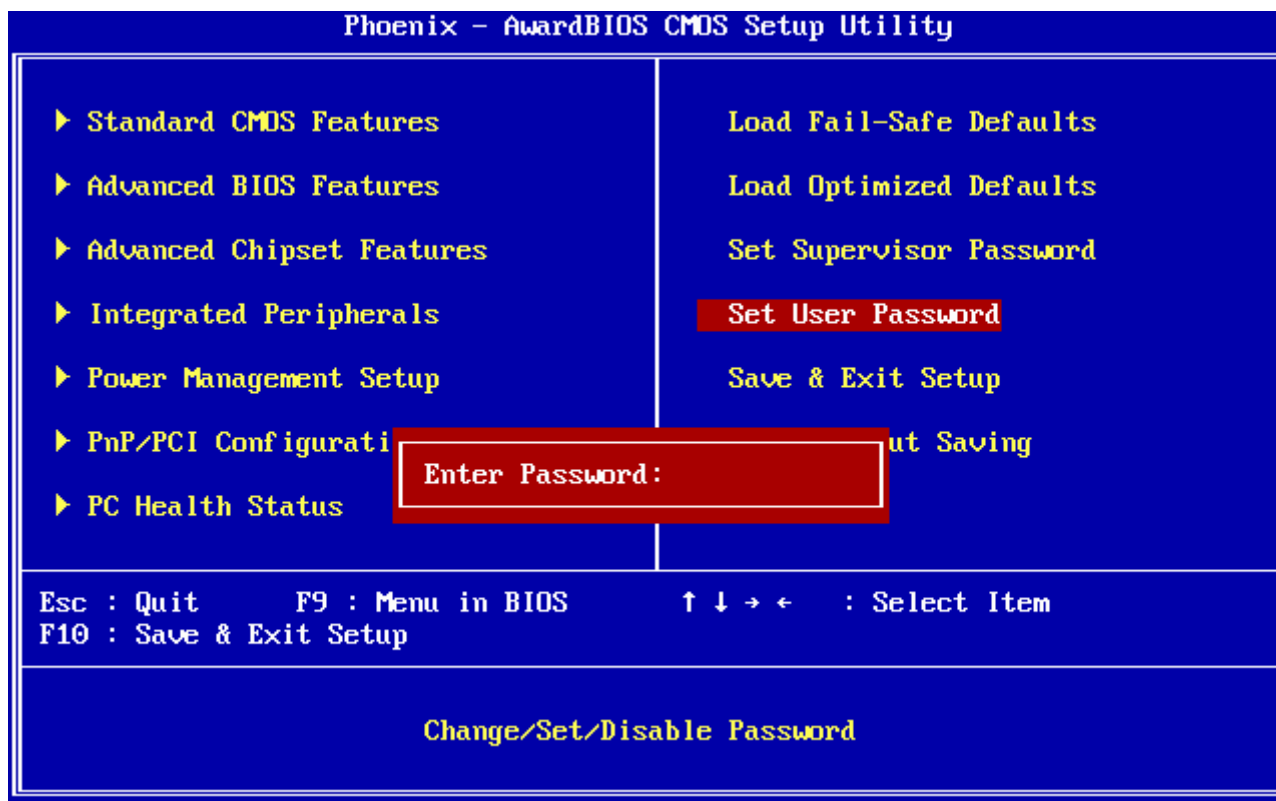 Phoenix – AwardBIOS CMOS Setup Utility
Standard CMOS Features
Advanced BIOS Features
Advanced Chipset Features
Integrated Peripherals
Power Management Setup
PnP/PCI Configurati
PC Health Status
Load Fail-Safe Defaults
Load Optimized Defaults
Set Supervisor Password
Set User Password
Save & Exit Setup
ut Saving
Enter Password:
Esc : Quit F9 : Menu in BIOS ↑ ↓ → ← : Select Item
F10 : Save & Exit Setup
Change/Set/Disable Password